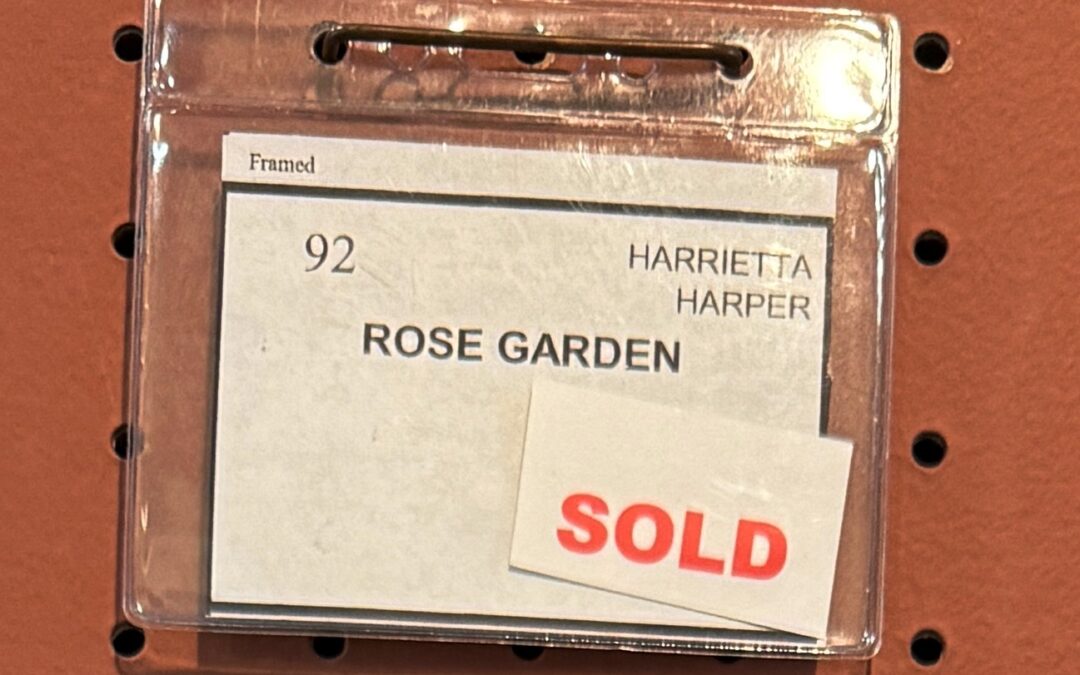 Framed
92
HARRIETTA
HARPER
ROSE GARDEN
SOLD